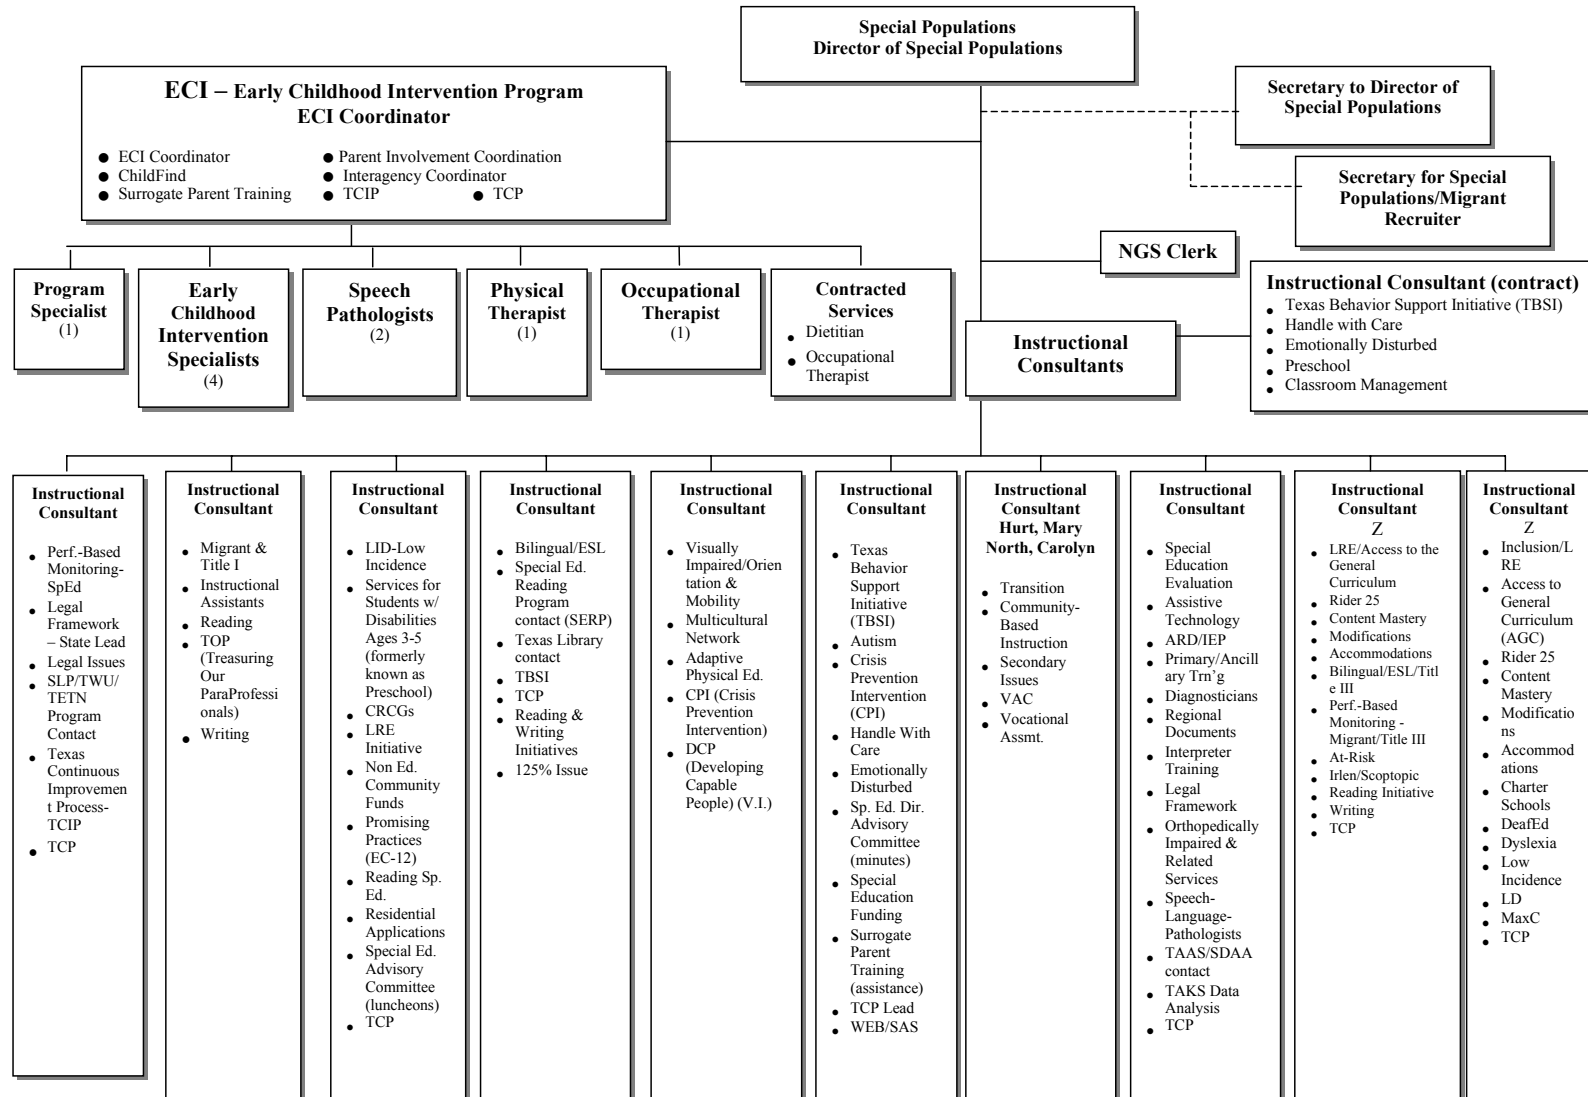 Special Populations
Director of Special Populations
ECI – Early Childhood Intervention Program
ECI Coordinator
● ECI Coordinator
● Parent Involvement Coordination
● ChildFind
● Interagency Coordinator
● Surrogate Parent Training
● TCIP
● TCP
Secretary to Director of
Special Populations
Secretary for Special
Populations/Migrant
Recruiter
NGS Clerk
Program
Specialist
(1)
Early
Childhood
Intervention
Specialists
(4)
Speech
Pathologists
(2)
Physical
Therapist
(1)
Occupational
Therapist
(1)
Contracted
Services
● Dietitian
● Occupational
Therapist
Instructional
Consultants
Instructional Consultant (contract)
● Texas Behavior Support Initiative (TBSI)
● Handle with Care
● Emotionally Disturbed
● Preschool
● Classroom Management
Instructional
Consultant
● Perf.-Based
Monitoring-
SpEd
● Legal
Framework
– State Lead
● Legal Issues
● SLP/TWU/
TETN
Program
Contact
● Texas
Continuous
Improvemen
t Process-
TCIP
● TCP
Instructional
Consultant
● Migrant &
Title I
● Instructional
Assistants
● Reading
● TOP
(Treasuring
Our
ParaProfessi
onals)
● Writing
Instructional
Consultant
● LID-Low
Incidence
● Services for
Students w/
Disabilities
Ages 3-5
(formerly
known as
Preschool)
● CRCGs
● LRE
Initiative
● Non Ed.
Community
Funds
● Promising
Practices
(EC-12)
● Reading Sp.
Ed.
● Residential
Applications
● Special Ed.
Advisory
Committee
(luncheons)
● TCP
Instructional
Consultant
● Bilingual/ESL
● Special Ed.
Reading
Program
contact (SERP)
● Texas Library
contact
● TBSI
● TCP
● Reading &
Writing
Initiatives
● 125% Issue
Instructional
Consultant
● Visually
Impaired/Orien
tation &
Mobility
● Multicultural
Network
● Adaptive
Physical Ed.
● CPI (Crisis
Prevention
Intervention)
● DCP
(Developing
Capable
People) (V.I.)
Instructional
Consultant
● Texas
Behavior
Support
Initiative
(TBSI)
● Autism
● Crisis
Prevention
Intervention
(CPI)
● Handle With
Care
● Emotionally
Disturbed
● Sp. Ed. Dir.
Advisory
Committee
(minutes)
● Special
Education
Funding
● Surrogate
Parent
Training
(assistance)
● TCP Lead
● WEB/SAS
Instructional
Consultant
Hurt, Mary
North, Carolyn
● Transition
● Community-
Based
Instruction
● Secondary
Issues
● VAC
● Vocational
Assmt.
Instructional
Consultant
● Special
Education
Evaluation
● Assistive
Technology
● ARD/IEP
● Primary/Ancill
ary Trn’g
● Diagnosticians
● Regional
Documents
● Interpreter
Training
● Legal
Framework
● Orthopedically
Impaired &
Related
Services
● Speech-
Language-
Pathologists
● TAAS/SDAA
contact
● TAKS Data
Analysis
● TCP
Instructional
Consultant
Z
● LRE/Access to the
General
Curriculum
● Rider 25
● Content Mastery
● Modifications
● Accommodations
● Bilingual/ESL/Titl
e III
● Perf.-Based
Monitoring -
Migrant/Title III
● At-Risk
● Irlen/Scoptopic
● Reading Initiative
● Writing
● TCP
Instructional
Consultant
Z
● Inclusion/L
RE
● Access to
General
Curriculum
(AGC)
● Rider 25
● Content
Mastery
● Modificatio
ns
● Accommod
ations
● Charter
Schools
● DeafEd
● Dyslexia
● Low
Incidence
● LD
● MaxC
● TCP